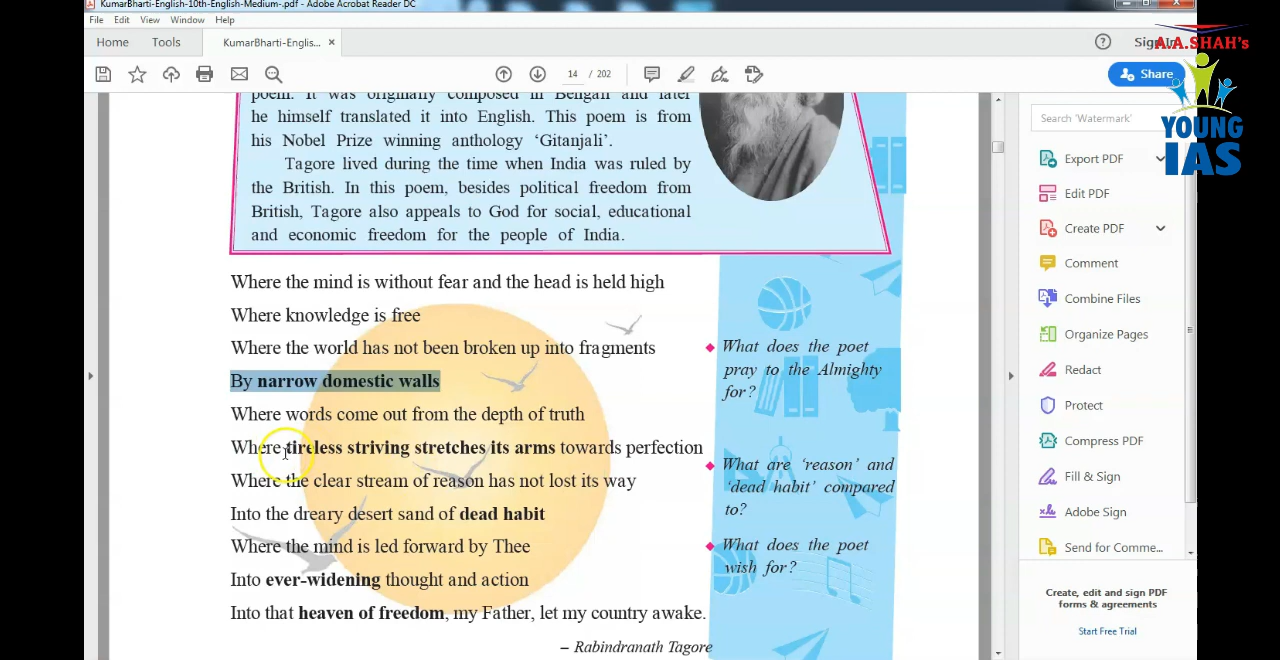 KumarBharti-English-10th-English-Medium-.pdf - Adobe Acrobat Reader DC
File Edit View Window Help
Home Tools KumarBharti-Englis... ×
Sign In
A.A.SHAH's
14 / 202
Share
YOUNG
IAS
Search 'Watermark'
Export PDF
Edit PDF
Create PDF
Comment
Combine Files
Organize Pages
Redact
Protect
Compress PDF
Fill & Sign
Adobe Sign
Send for Comme...
Create, edit and sign PDF
forms & agreements
Start Free Trial
poem. It was originally composed in Bengali and later
he himself translated it into English. This poem is from
his Nobel Prize winning anthology ‘Gitanjali’.
Tagore lived during the time when India was ruled by
the British. In this poem, besides political freedom from
British, Tagore also appeals to God for social, educational
and economic freedom for the people of India.
Where the mind is without fear and the head is held high
Where knowledge is free
Where the world has not been broken up into fragments
By narrow domestic walls
Where words come out from the depth of truth
Where tireless striving stretches its arms towards perfection
Where the clear stream of reason has not lost its way
Into the dreary desert sand of dead habit
Where the mind is led forward by Thee
Into ever-widening thought and action
Into that heaven of freedom, my Father, let my country awake.
– Rabindranath Tagore
What does the poet
pray to the Almighty
for?
What are ‘reason’ and
‘dead habit’ compared
to?
What does the poet
wish for?